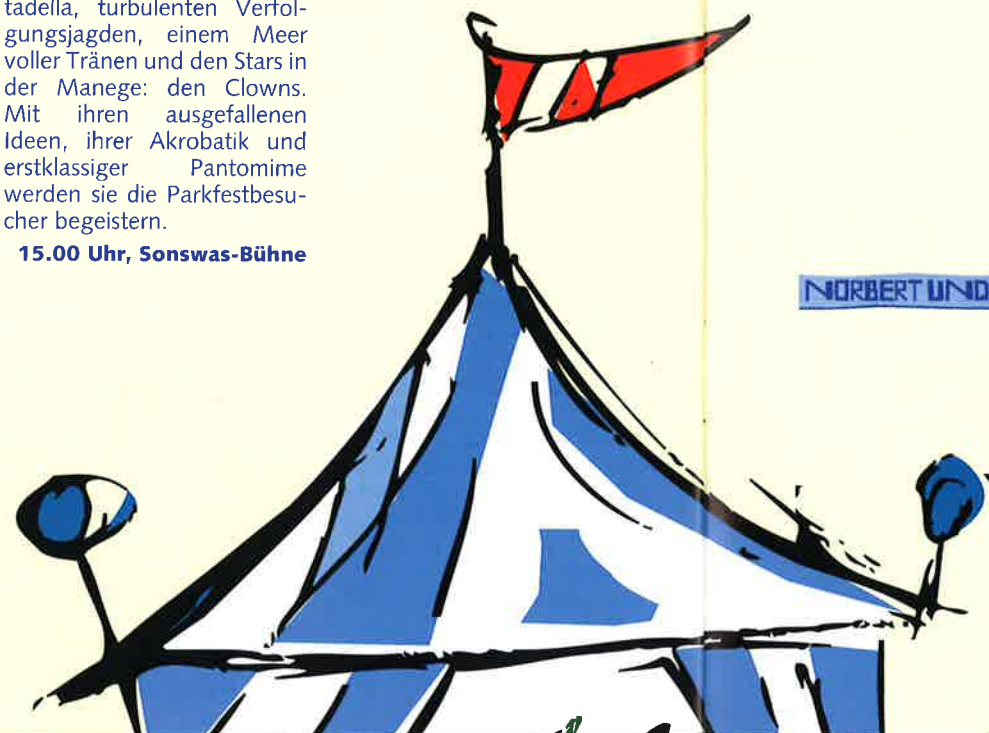 tadella, turbulenten Verfol-
gungsjagden, einem Meer
voller Tränen und den Stars in
der Manege: den Clowns.
Mit ihren ausgefallenen
Ideen, ihrer Akrobatik und
erstklassiger Pantomime
werden sie die Parkfestbesu-
cher begeistern.
15.00 Uhr, Sonswas-Bühne
NORBERT UND